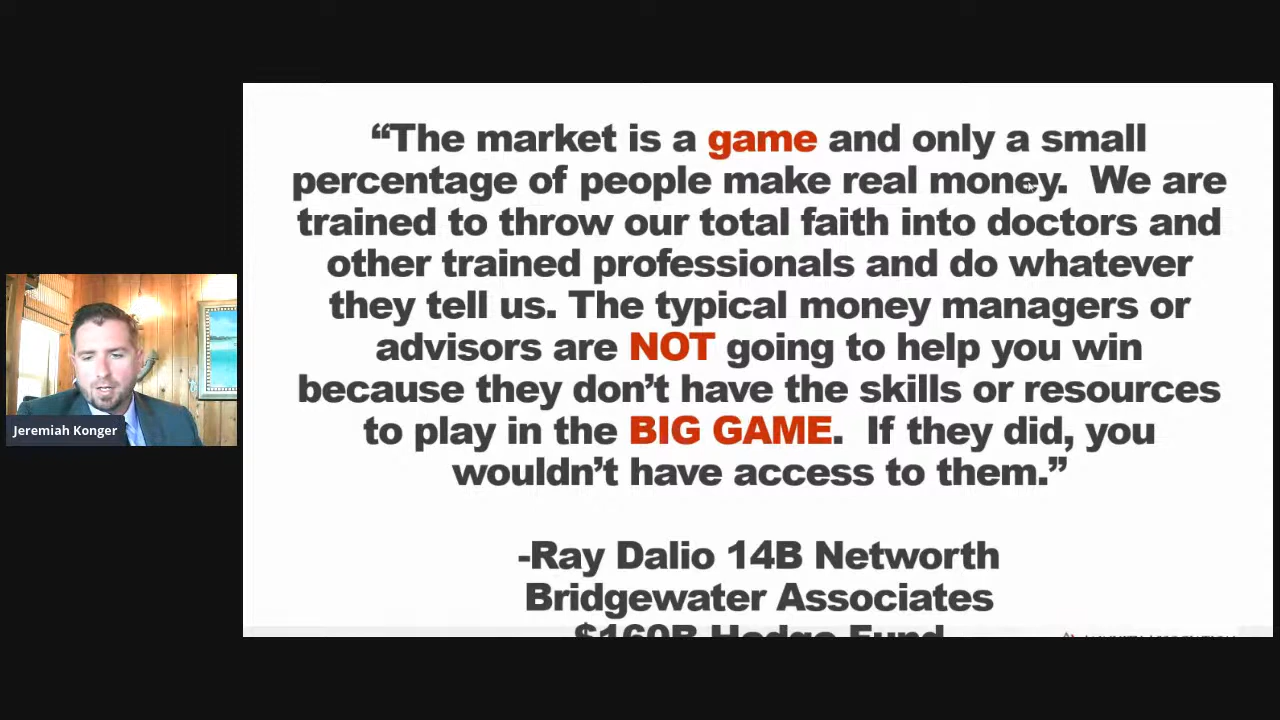 “The market is a game and only a small
percentage of people make real money. We are
trained to throw our total faith into doctors and
other trained professionals and do whatever
they tell us. The typical money managers or
advisors are NOT going to help you win
because they don’t have the skills or resources
to play in the BIG GAME. If they did, you
wouldn’t have access to them.”
-Ray Dalio 14B Networth
Bridgewater Associates
$160B Hedge Fund
Jeremiah Konger